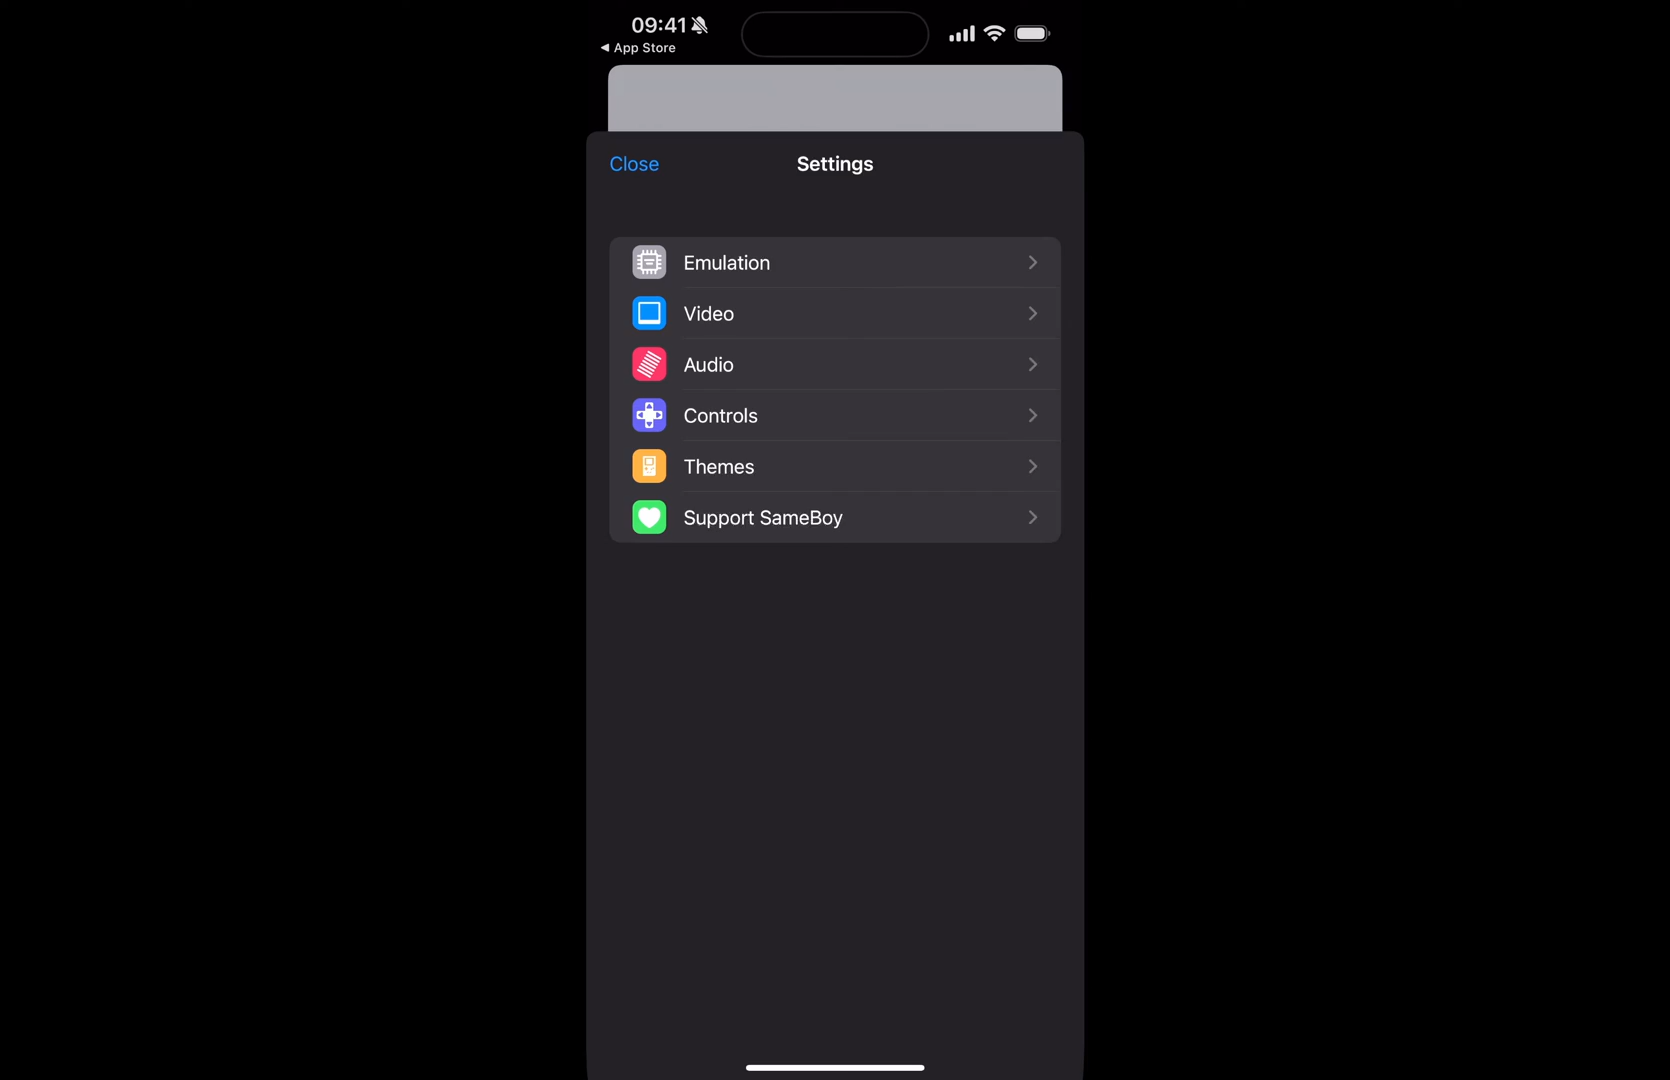 09:41
◀ App Store
Close
Settings
Emulation
Video
Audio
Controls
Themes
Support SameBoy